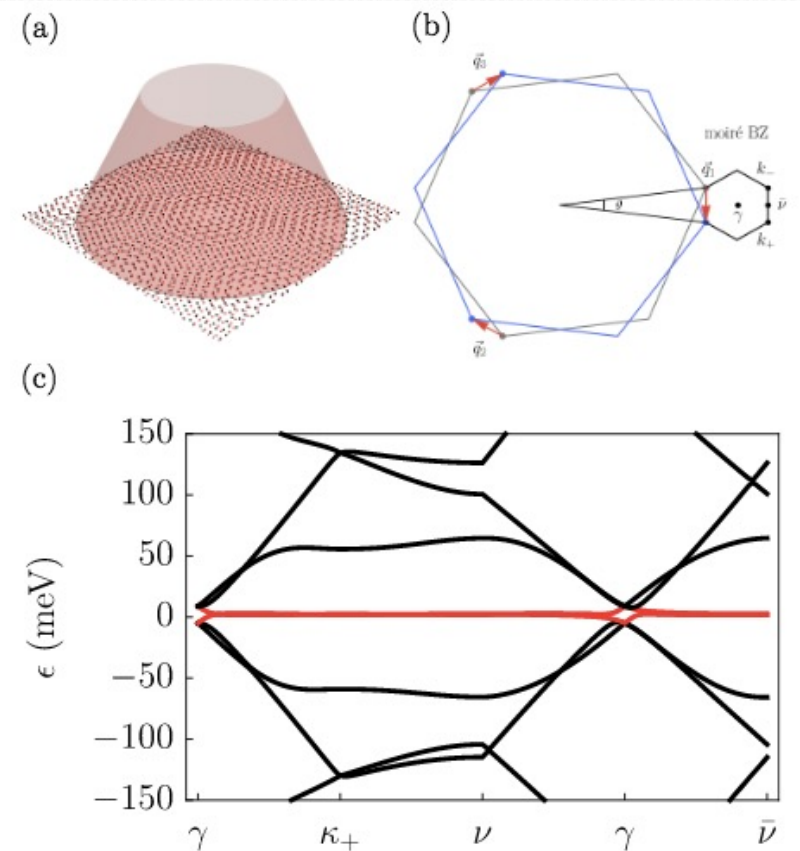 (a)
(b)
q⃗₃
moiré BZ
q⃗₁
k₋
θ
γ
ν̄
k₊
q⃗₂
(c)
150
100
50
0
−50
−100
−150
ϵ (meV)
γ κ₊ ν γ ν̄